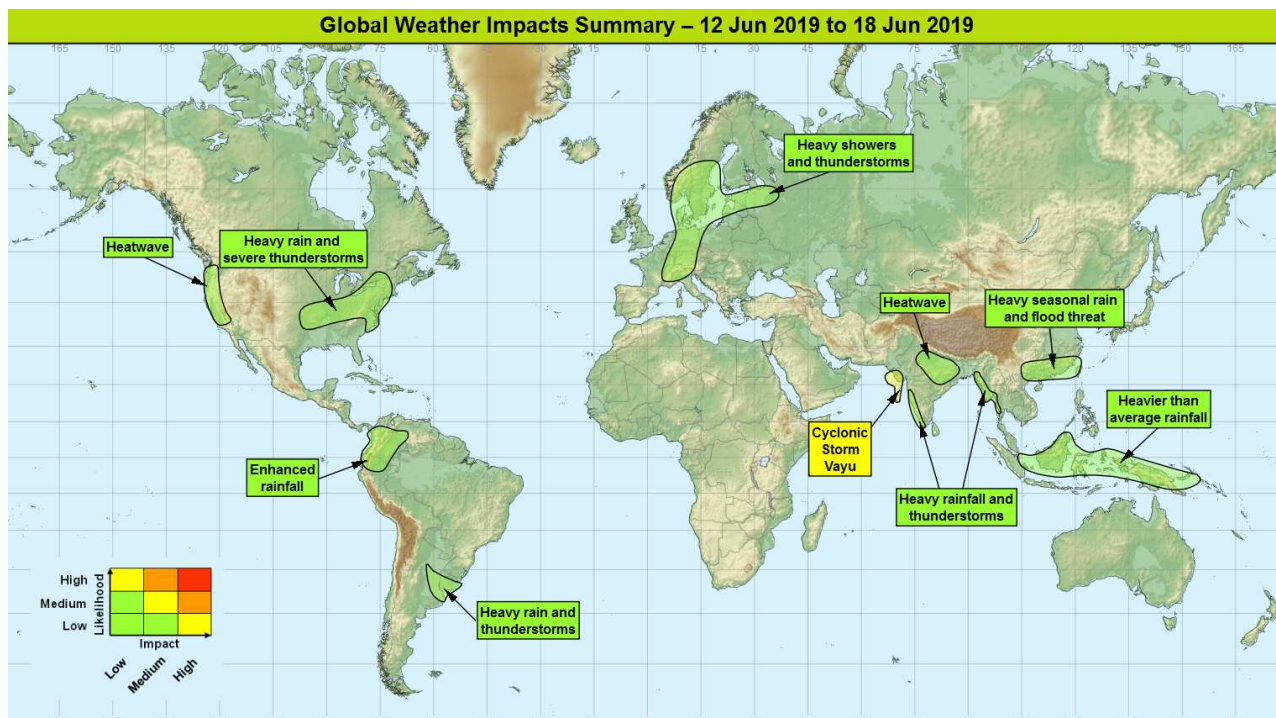 Global Weather Impacts Summary – 12 Jun 2019 to 18 Jun 2019
165 150 135 120 105 90 75 60 45 30 15 0 15 30 45 60 75 90 105 120 135 150 165
Heavy showers
and thunderstorms
Heatwave
Heavy rain and
severe thunderstorms
Heatwave
Heavy seasonal rain
and flood threat
Heavier than
average rainfall
Cyclonic
Storm
Vayu
Enhanced
rainfall
Heavy rainfall and
thunderstorms
Heavy rain and
thunderstorms
High
Medium
Low
Likelihood
Impact
Low
Medium
High